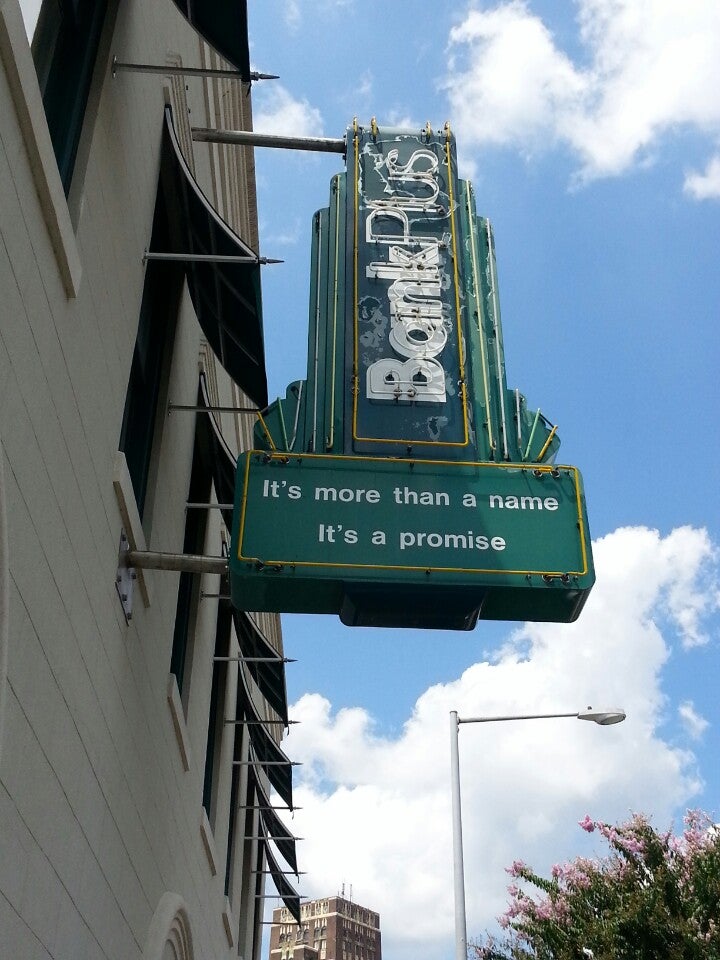 BankPlus
It's more than a name
It's a promise